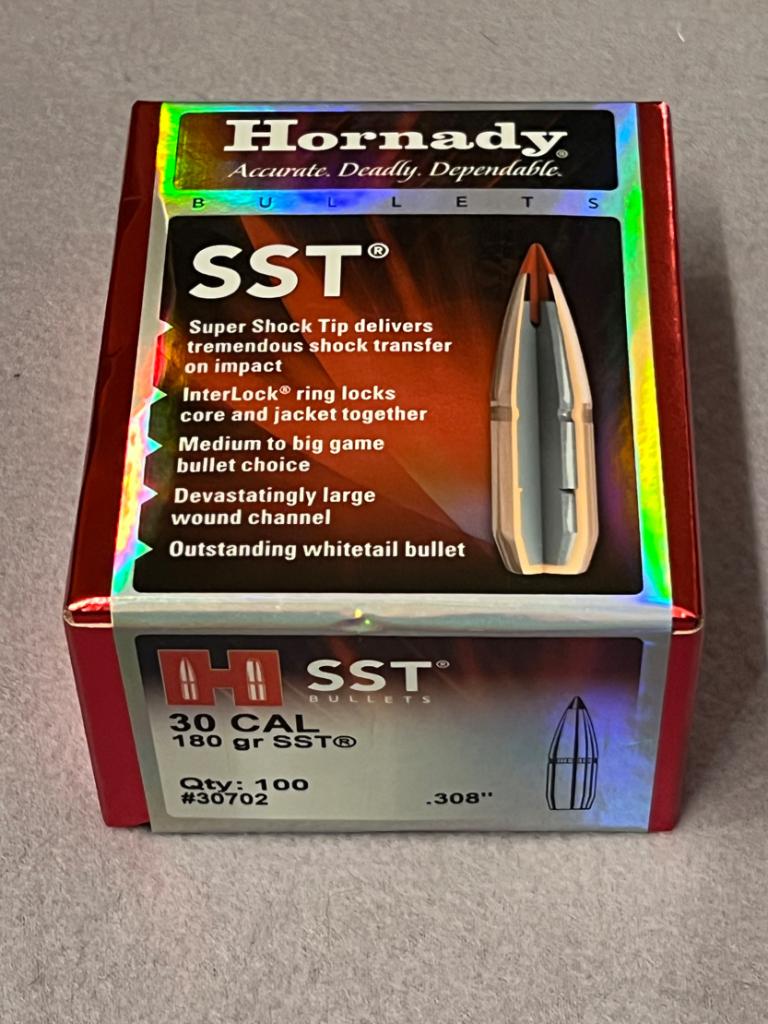 Hornady®
Accurate. Deadly. Dependable.
BULLETS
SST®
Super Shock Tip delivers
tremendous shock transfer
on impact
InterLock® ring locks
core and jacket together
Medium to big game
bullet choice
Devastatingly large
wound channel
Outstanding whitetail bullet
H SST®
BULLETS
30 CAL
180 gr SST®
Qty: 100
#30702 .308"